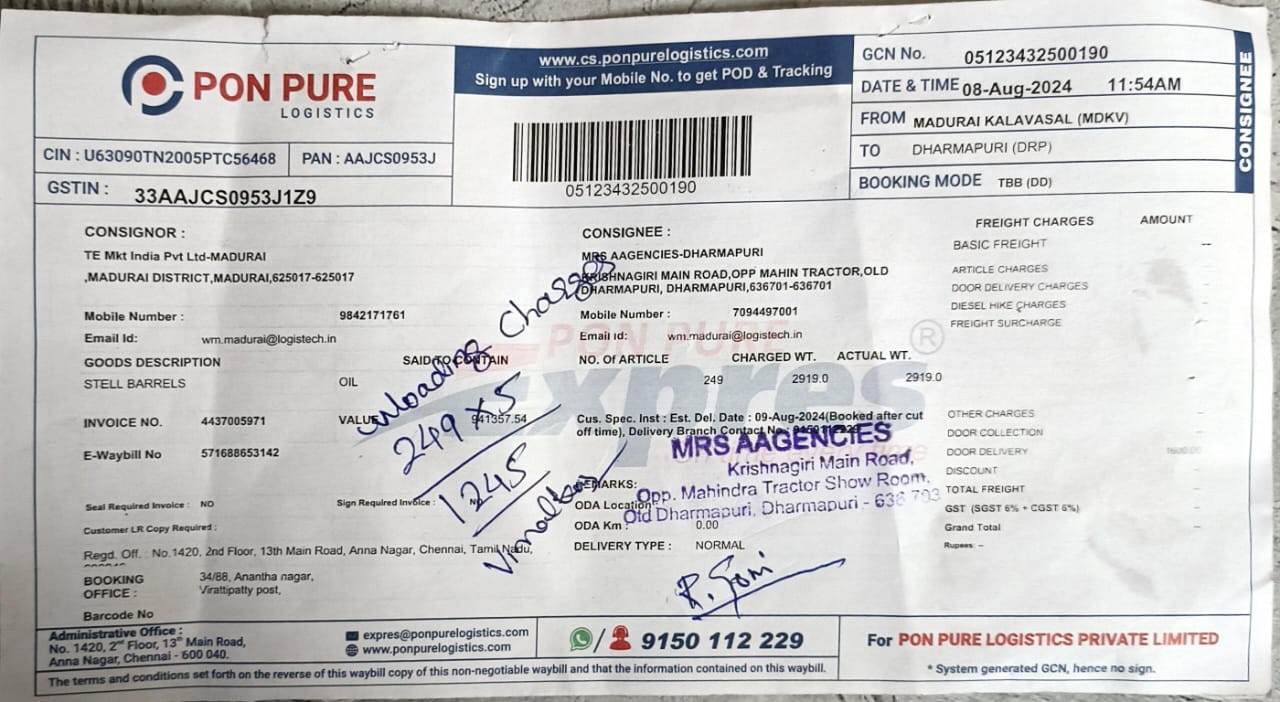 PON PURE
LOGISTICS
CIN : U63090TN2005PTC56468 PAN : AAJCS0953J
GSTIN : 33AAJCS0953J1Z9
www.cs.ponpurelogistics.com
Sign up with your Mobile No. to get POD & Tracking
05123432500190
GCN No. 05123432500190
DATE & TIME 08-Aug-2024 11:54AM
FROM MADURAI KALAVASAL (MDKV)
TO DHARMAPURI (DRP)
BOOKING MODE TBB (DD)
CONSIGNEE
CONSIGNOR :
TE Mkt India Pvt Ltd-MADURAI
,MADURAI DISTRICT,MADURAI,625017-625017
Mobile Number : 9842171761
Email Id: wm.madurai@logistech.in
CONSIGNEE :
MRS AAGENCIES-DHARMAPURI
KRISHNAGIRI MAIN ROAD,OPP MAHIN TRACTOR,OLD
DHARMAPURI, DHARMAPURI,636701-636701
Mobile Number : 7094497001
Email id: wm.madurai@logistech.in
FREIGHT CHARGES AMOUNT
BASIC FREIGHT --
ARTICLE CHARGES
DOOR DELIVERY CHARGES
DIESEL HIKE CHARGES
FREIGHT SURCHARGE
GOODS DESCRIPTION SAID TO CONTAIN NO. Of ARTICLE CHARGED WT. ACTUAL WT.
STELL BARRELS OIL 249 2919.0 2919.0
PON PURE
Expres ®
INVOICE NO. 4437005971 VALUE 941357.54
E-Waybill No 571688653142
Cus. Spec. Inst : Est. Del. Date : 09-Aug-2024(Booked after cut
off time), Delivery Branch Contact No : 9150112229
Unloading Charges
249 X 5
1245
MRS AAGENCIES
Krishnagiri Main Road,
Opp. Mahindra Tractor Show Room,
Old Dharmapuri, Dharmapuri - 636 703
REMARKS:
ODA Location
ODA Km : 0.00
DELIVERY TYPE : NORMAL
OTHER CHARGES
DOOR COLLECTION
DOOR DELIVERY
DISCOUNT
TOTAL FREIGHT
GST (SGST 6% + CGST 6%)
Grand Total --
Rupees: --
Seal Required Invoice : NO Sign Required Invoice : NO
Customer LR Copy Required :
Regd. Off. : No.1420, 2nd Floor, 13th Main Road, Anna Nagar, Chennai, Tamil Nadu,
BOOKING OFFICE : 34/88, Anantha nagar,
Virattipatty post,
Barcode No
Administrative Office :
No. 1420, 2nd Floor, 13th Main Road,
Anna Nagar, Chennai - 600 040.
expres@ponpurelogistics.com
www.ponpurelogistics.com
/ 9150 112 229
For PON PURE LOGISTICS PRIVATE LIMITED
* System generated GCN, hence no sign.
The terms and conditions set forth on the reverse of this waybill copy of this non-negotiable waybill and that the information contained on this waybill.